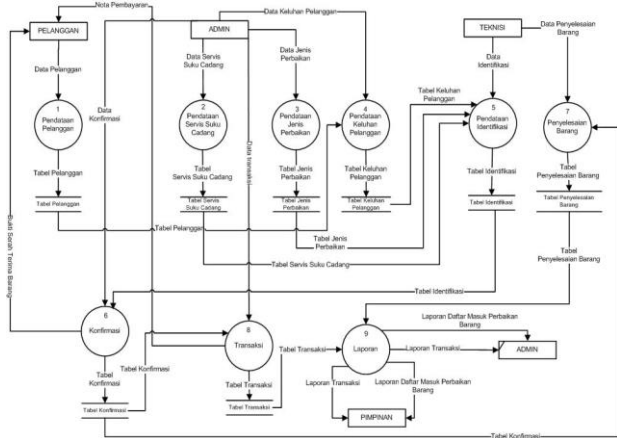 Nota Pembayaran
Data Keluhan Pelanggan
PELANGGAN
ADMIN
TEKNISI
Data Penyelesaian
Barang
Data Servis
Suku Cadang
Data Jenis
Perbaikan
Data Pelanggan
Data
Konfirmasi
Data
Identifikasi
Tabel Keluhan
Pelanggan
1
Pendataan
Pelanggan
2
Pendataan
Servis Suku
Cadang
3
Pendataan
Jenis
Perbaikan
4
Pendataan
Keluhan
Pelanggan
5
Pendataan
Identifikasi
7
Penyelesaian
Barang
Data transaksi
Tabel Pelanggan
Tabel
Servis Suku Cadang
Tabel Jenis
Perbaikan
Tabel Keluhan
Pelanggan
Tabel Identifikasi
Tabel
Penyelesaian Barang
Tabel Pelanggan
Tabel Servis
Suku Cadang
Tabel Jenis
Perbaikan
Tabel Keluhan
Pelanggan
Tabel Identifikasi
Tabel Penyelesaian
Barang
Tabel Pelanggan
Tabel Jenis
Perbaikan
Tabel Servis Suku Cadang
Tabel
Penyelesaian Barang
Bukti Serah Terima Barang
Tabel Identifikasi
6
Konfirmasi
8
Transaksi
9
Laporan
Laporan Daftar Masuk Perbaikan
Barang
Tabel Transaksi
Laporan Transaksi
ADMIN
Tabel Konfirmasi
Tabel
Konfirmasi
Tabel Transaksi
Laporan Transaksi
Laporan Daftar Masuk Perbaikan
Barang
Tabel Konfirmasi
Tabel Transaksi
PIMPINAN
Tabel Konfirmasi